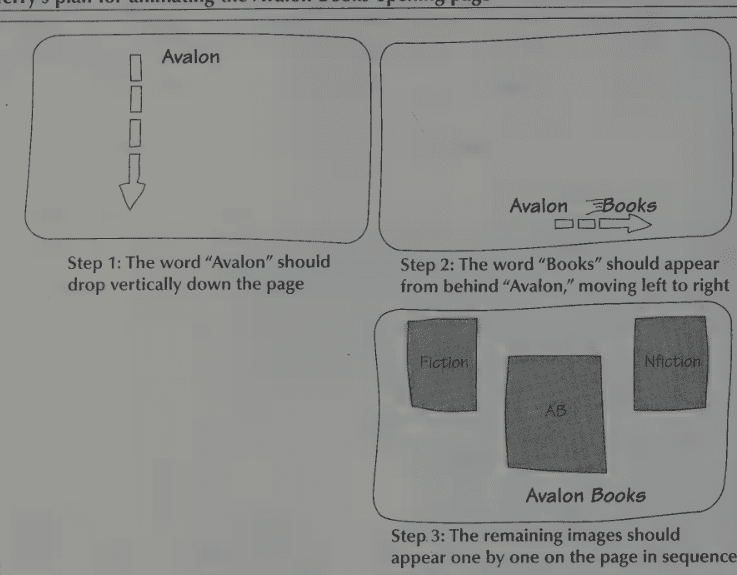 plan for animating the Avalon Books opening page
Avalon
Step 1: The word “Avalon” should
drop vertically down the page
Avalon Books
Step 2: The word “Books” should appear
from behind “Avalon,” moving left to right
Fiction
AB
Nfiction
Avalon Books
Step 3: The remaining images should
appear one by one on the page in sequence